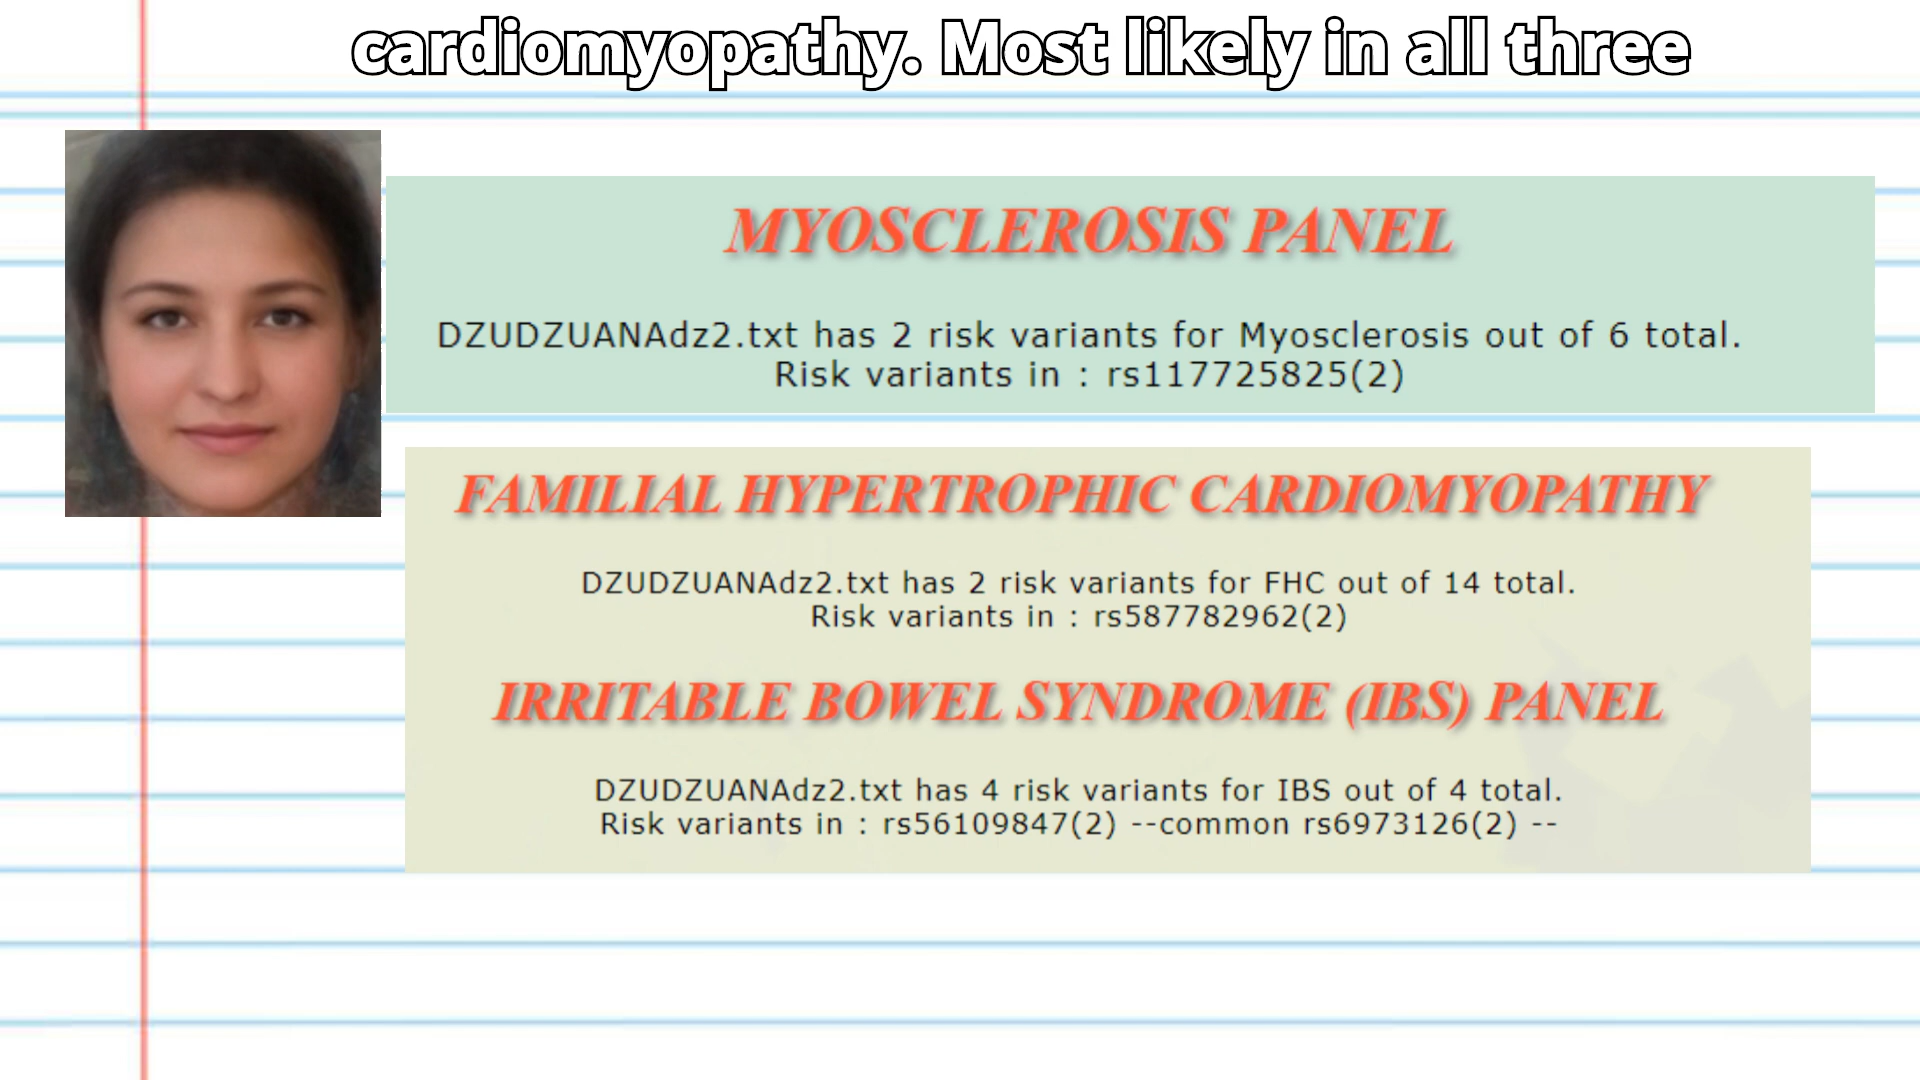 cardiomyopathy. Most likely in all three
MYOSCLEROSIS PANEL
DZUDZUANAdz2.txt has 2 risk variants for Myosclerosis out of 6 total.
Risk variants in : rs117725825(2)
FAMILIAL HYPERTROPHIC CARDIOMYOPATHY
DZUDZUANAdz2.txt has 2 risk variants for FHC out of 14 total.
Risk variants in : rs587782962(2)
IRRITABLE BOWEL SYNDROME (IBS) PANEL
DZUDZUANAdz2.txt has 4 risk variants for IBS out of 4 total.
Risk variants in : rs56109847(2) --common rs6973126(2) --